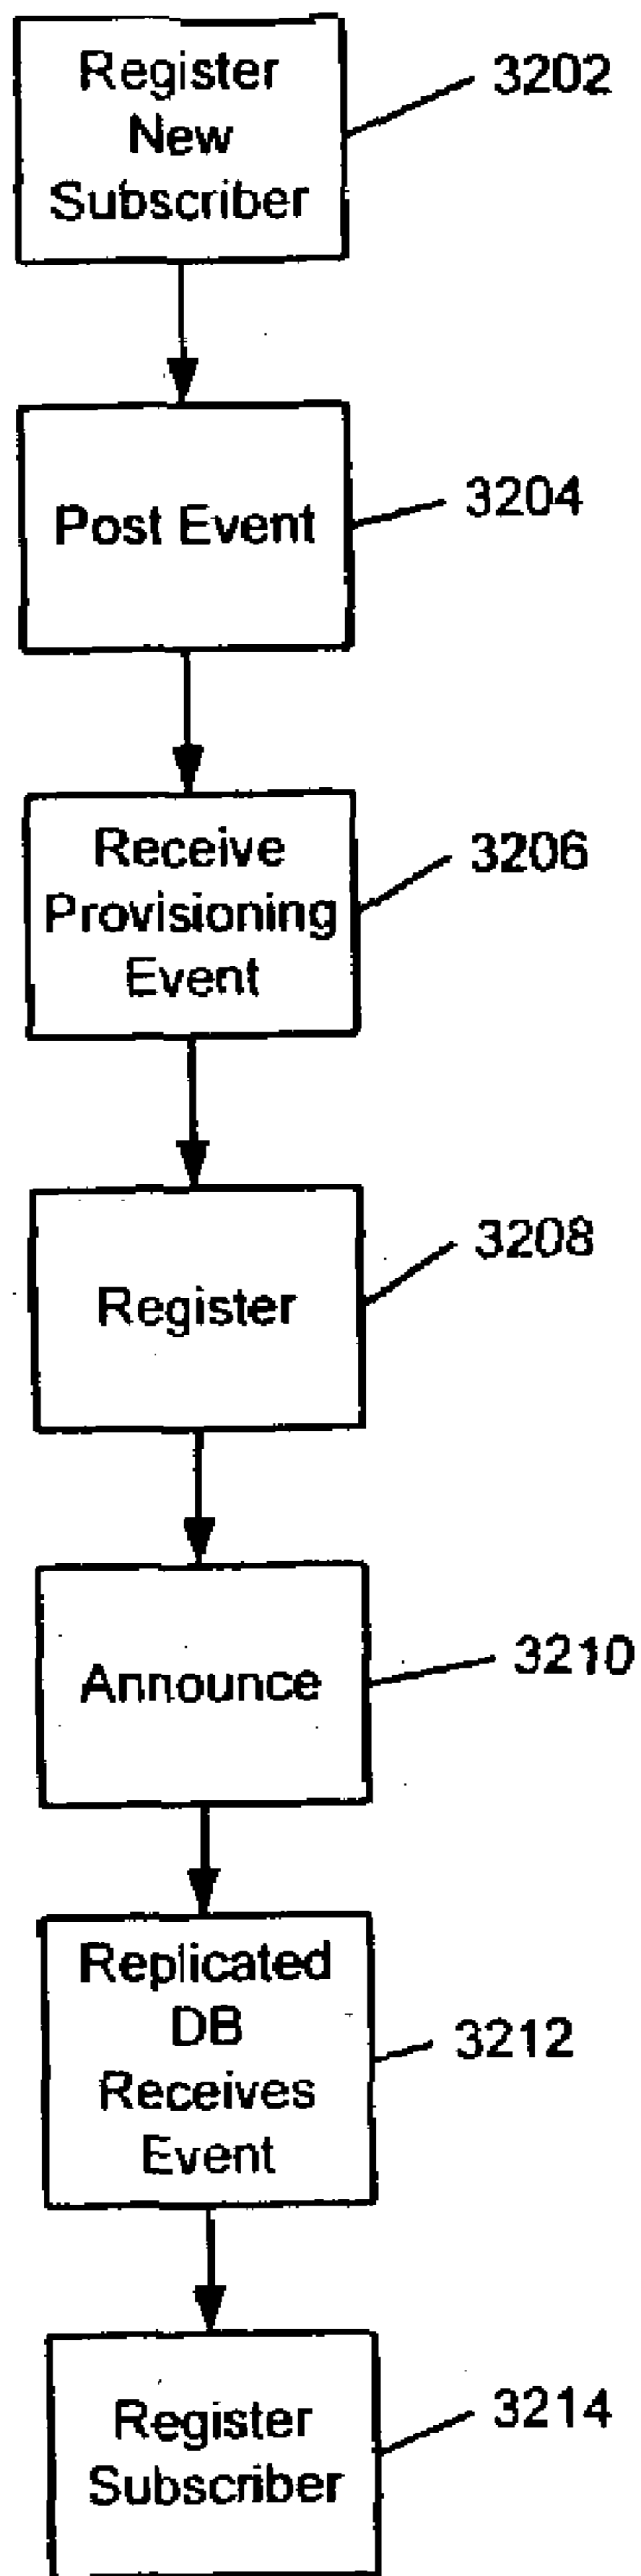 Register
New
Subscriber
3202
Post Event
3204
Receive
Provisioning
Event
3206
Register
3208
Announce
3210
Replicated
DB
Receives
Event
3212
Register
Subscriber
3214